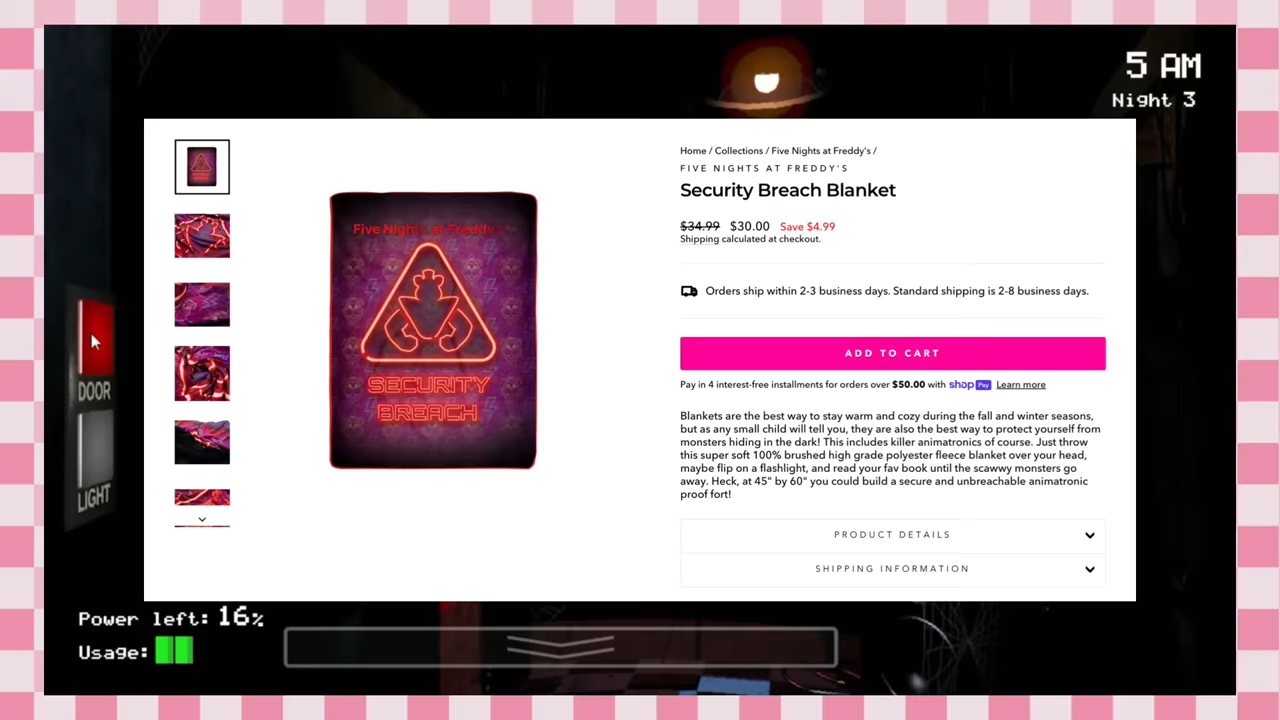 5 AM
Night 3
Home / Collections / Five Nights at Freddy's /
FIVE NIGHTS AT FREDDY'S
Security Breach Blanket
$34.99 $30.00 Save $4.99
Shipping calculated at checkout.
Orders ship within 2-3 business days. Standard shipping is 2-8 business days.
ADD TO CART
Pay in 4 interest-free installments for orders over $50.00 with shop Pay Learn more
Blankets are the best way to stay warm and cozy during the fall and winter seasons,
but as any small child will tell you, they are also the best way to protect yourself from
monsters hiding in the dark! This includes killer animatronics of course. Just throw
this super soft 100% brushed high grade polyester fleece blanket over your head,
maybe flip on a flashlight, and read your fav book until the scawwy monsters go
away. Heck, at 45" by 60" you could build a secure and unbreachable animatronic
proof fort!
PRODUCT DETAILS
SHIPPING INFORMATION
Five Nights at Freddy's
SECURITY
BREACH
DOOR
LIGHT
Power left: 16%
Usage: